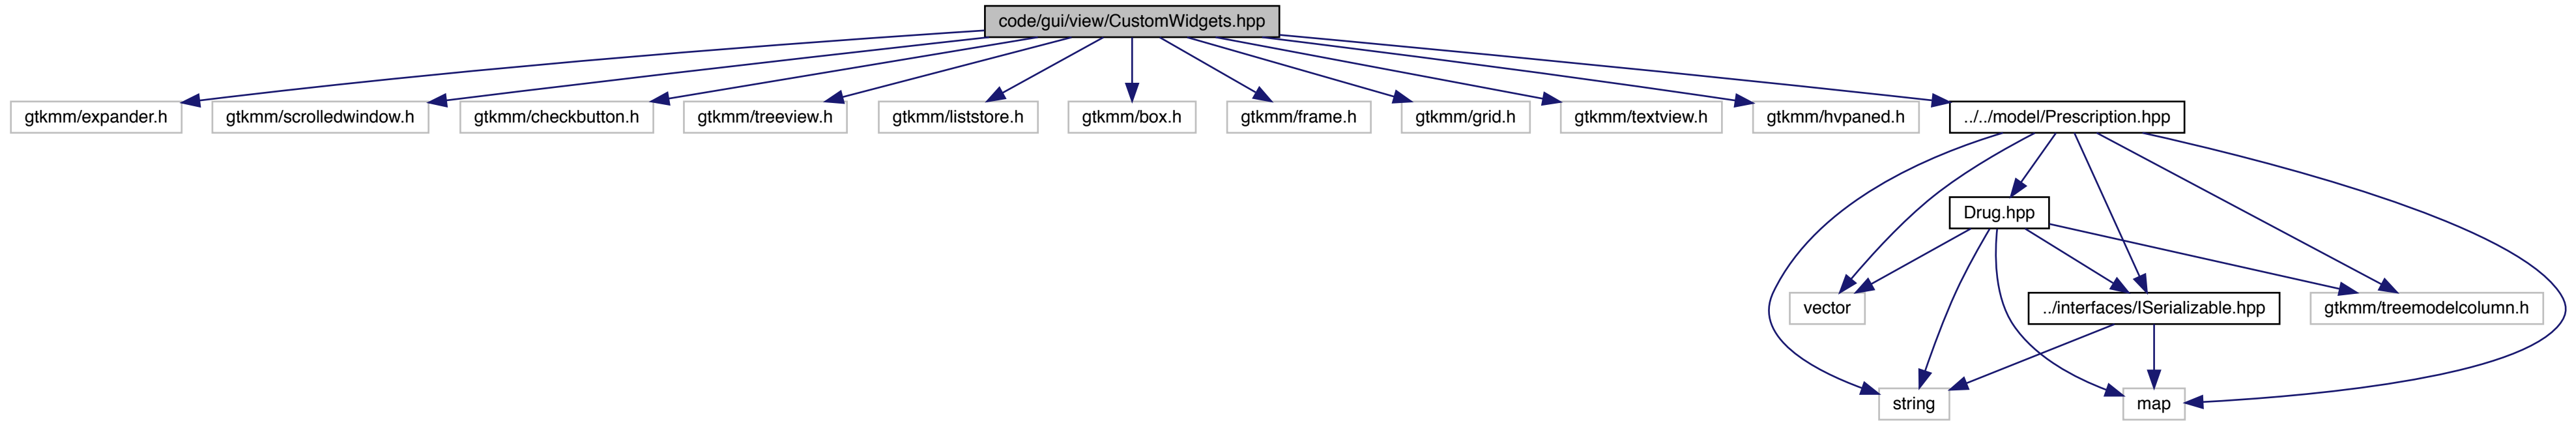 code/gui/view/CustomWidgets.hpp
gtkmm/expander.h
gtkmm/scrolledwindow.h
gtkmm/checkbutton.h
gtkmm/treeview.h
gtkmm/liststore.h
gtkmm/box.h
gtkmm/frame.h
gtkmm/grid.h
gtkmm/textview.h
gtkmm/hvpaned.h
../../model/Prescription.hpp
Drug.hpp
vector
../interfaces/ISerializable.hpp
gtkmm/treemodelcolumn.h
string
map